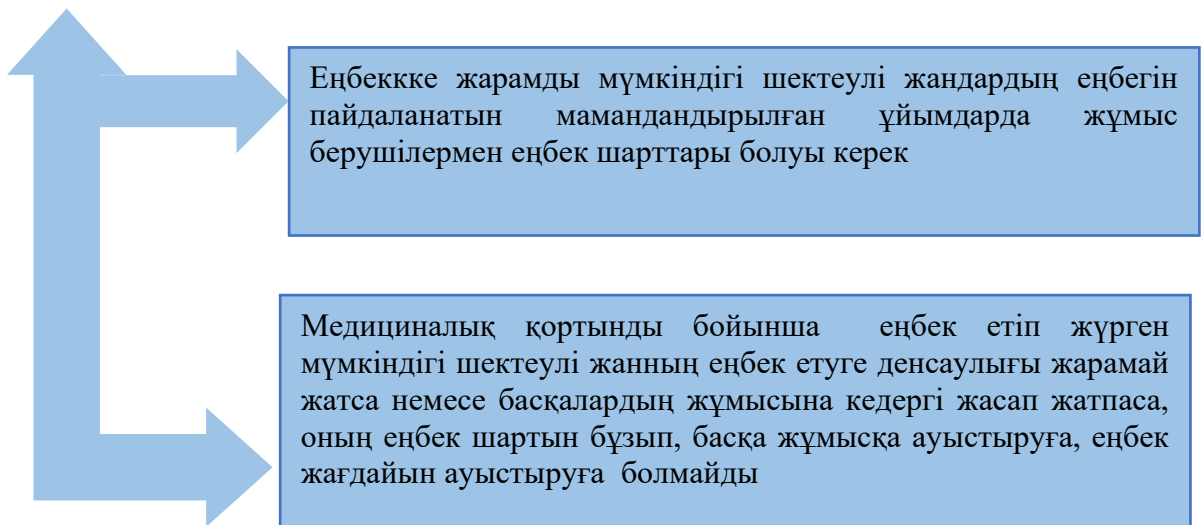 Еңбеккке жарамды мүмкіндігі шектеулі жандардың еңбегін
пайдаланатын мамандандырылған ұйымдарда жұмыс
берушілермен еңбек шарттары болуы керек
Медициналық қортынды бойынша еңбек етіп жүрген
мүмкіндігі шектеулі жанның еңбек етуге денсаулығы жарамай
жатса немесе басқалардың жұмысына кедергі жасап жатпаса,
оның еңбек шартын бұзып, басқа жұмысқа ауыстыруға, еңбек
жағдайын ауыстыруға болмайды